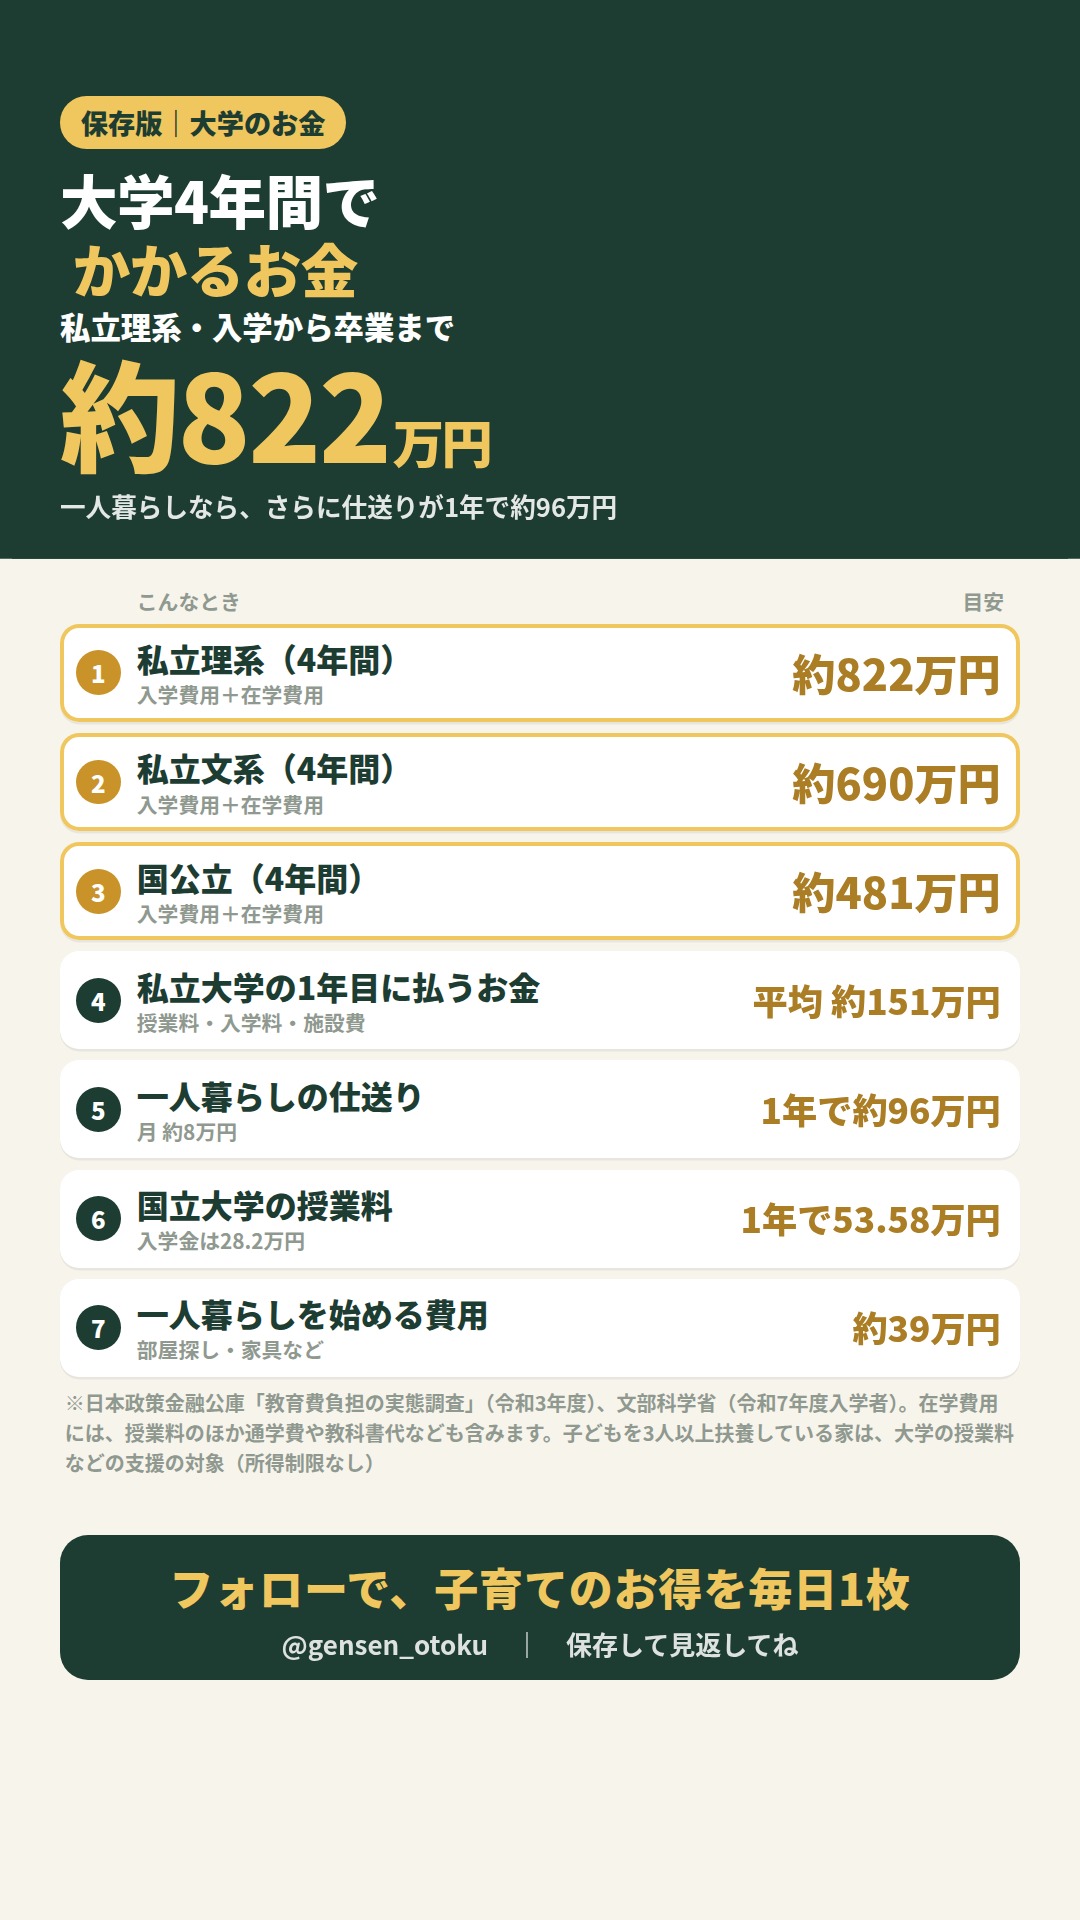 保存版｜大学のお金
大学4年間で
かかるお金
私立理系・入学から卒業まで
約822万円
一人暮らしなら、さらに仕送りが1年で約96万円
こんなとき 目安
1 私立理系（4年間） 約822万円
入学費用＋在学費用
2 私立文系（4年間） 約690万円
入学費用＋在学費用
3 国公立（4年間） 約481万円
入学費用＋在学費用
4 私立大学の1年目に払うお金 平均 約151万円
授業料・入学料・施設費
5 一人暮らしの仕送り 1年で約96万円
月 約8万円
6 国立大学の授業料 1年で53.58万円
入学金は28.2万円
7 一人暮らしを始める費用 約39万円
部屋探し・家具など
※日本政策金融公庫「教育費負担の実態調査」（令和3年度）、文部科学省（令和7年度入学者）。在学費用
には、授業料のほか通学費や教科書代なども含みます。子どもを3人以上扶養している家は、大学の授業料
などの支援の対象（所得制限なし）
フォローで、子育てのお得を毎日1枚
@gensen_otoku ｜ 保存して見返してね